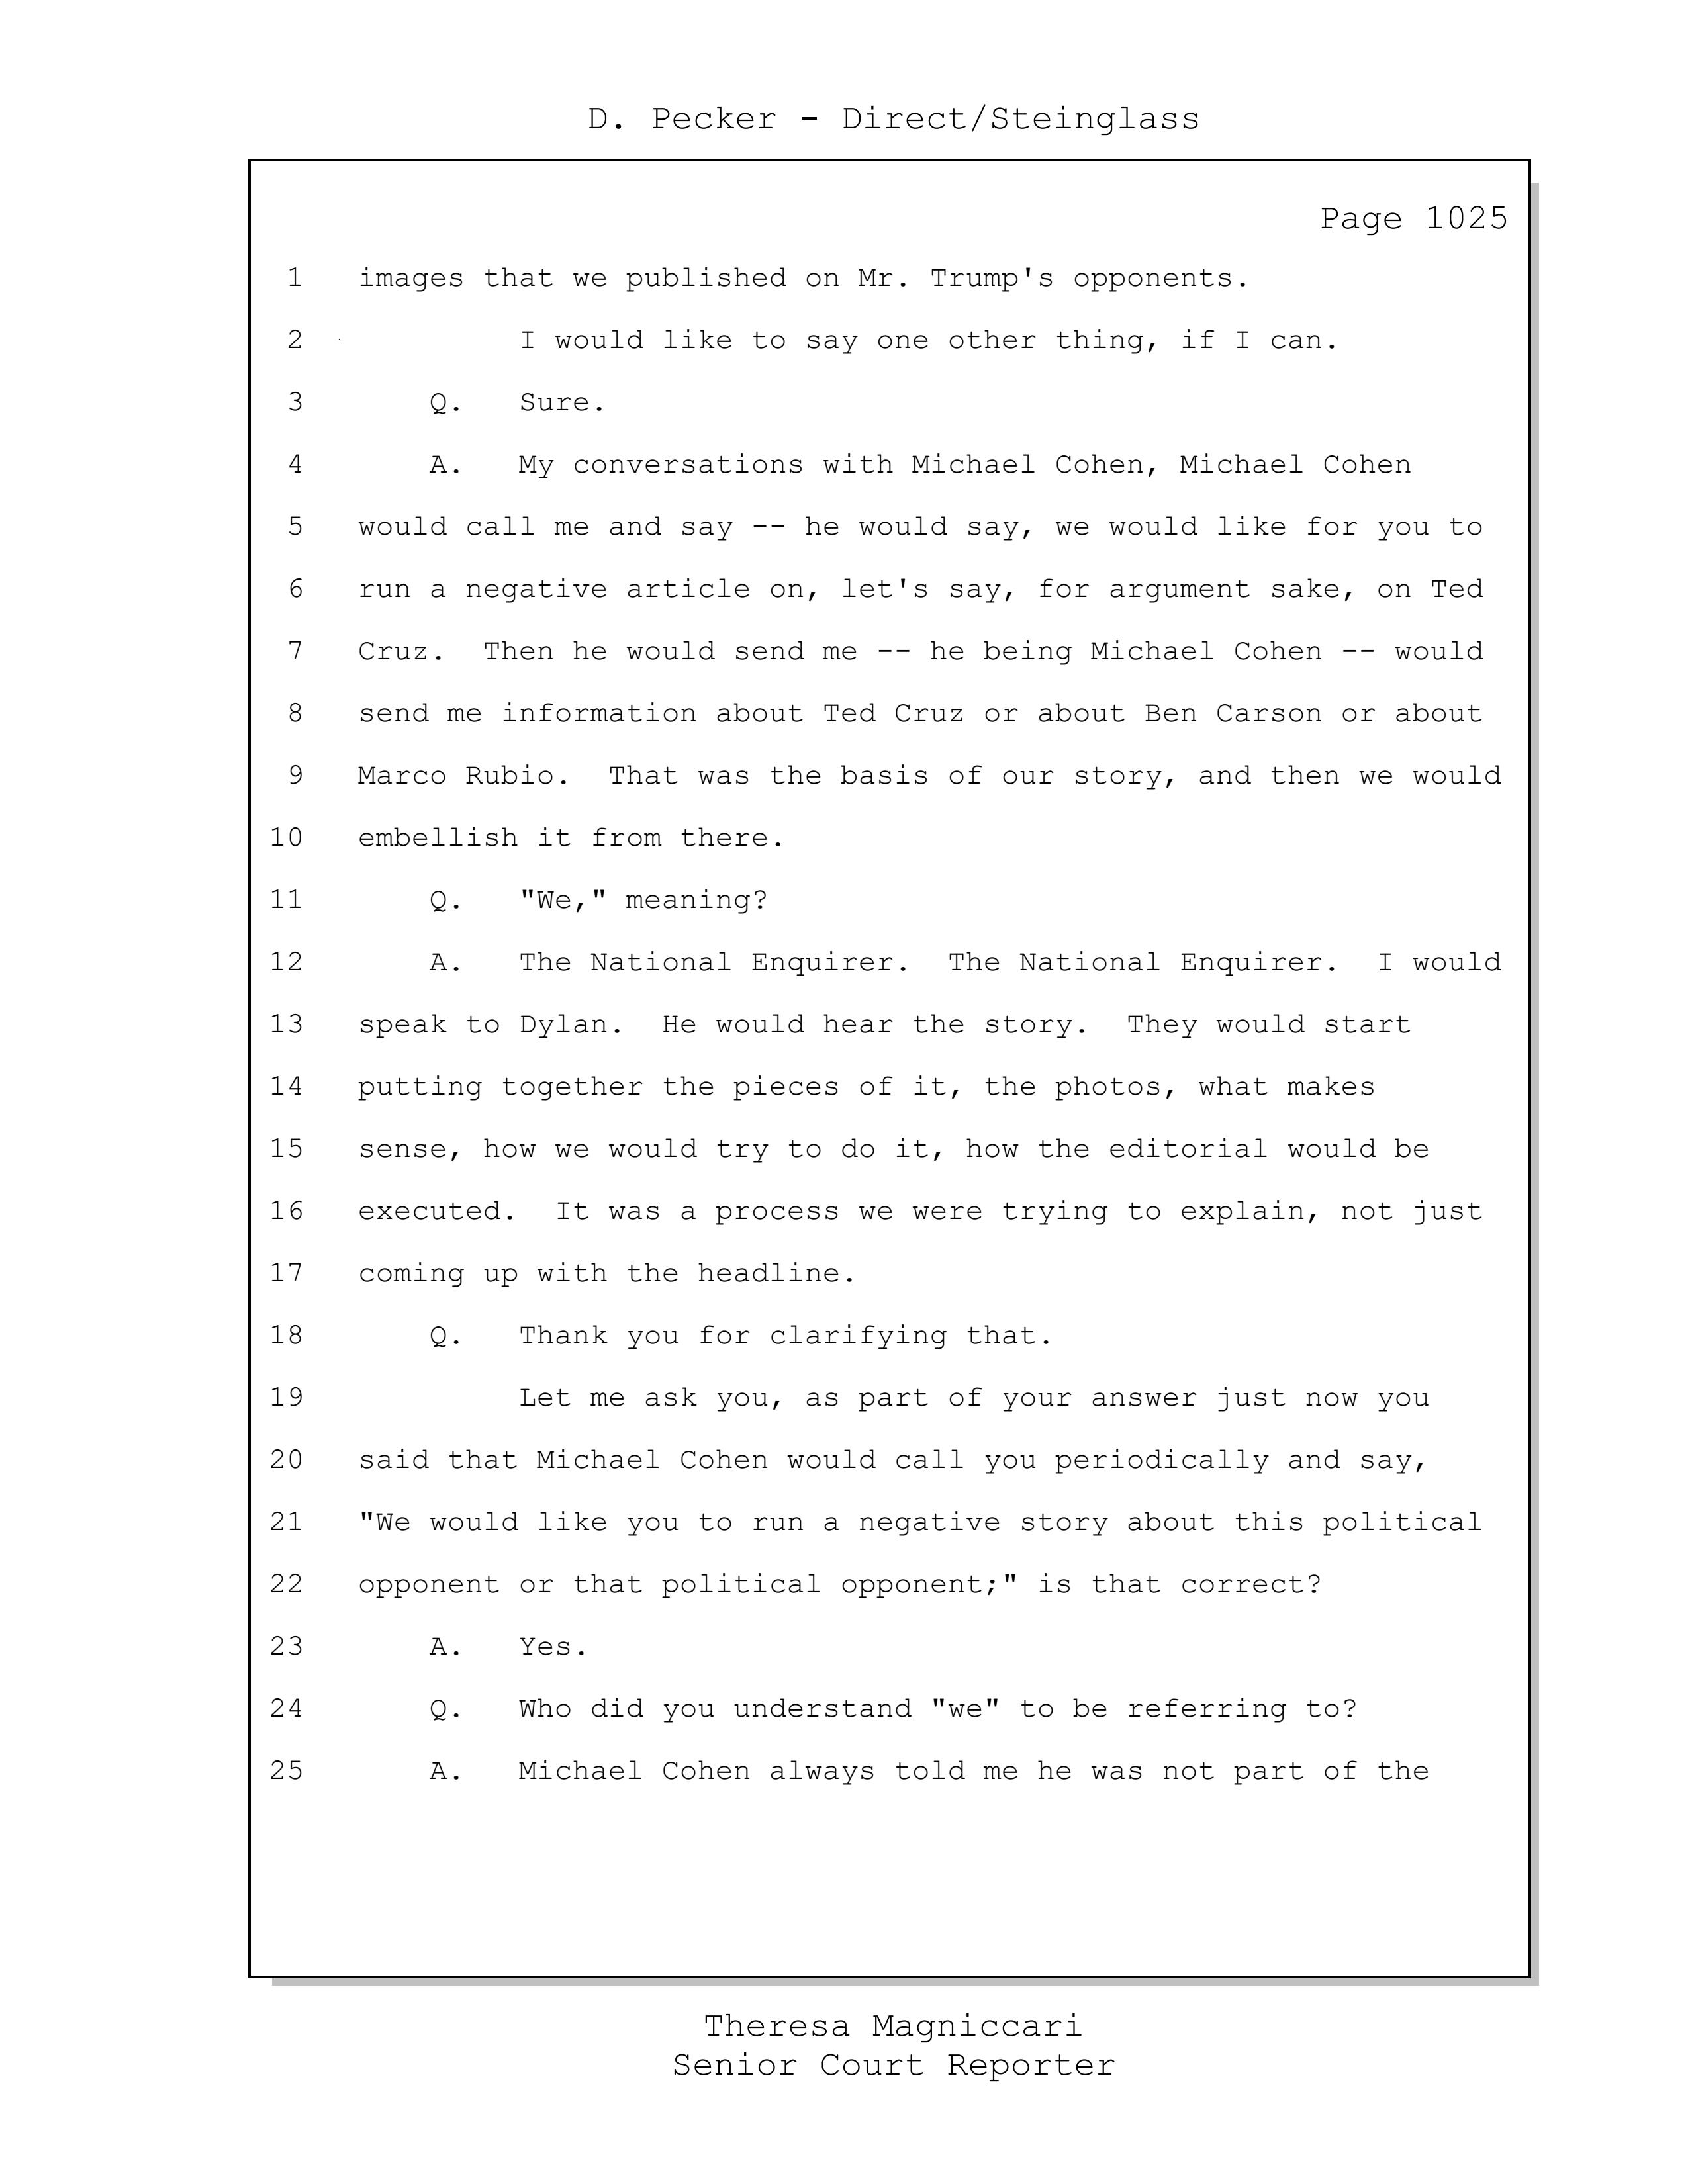 D. Pecker - Direct/Steinglass
Page 1025
1 images that we published on Mr. Trump's opponents.
2 I would like to say one other thing, if I can.
3 Q. Sure.
4 A. My conversations with Michael Cohen, Michael Cohen
5 would call me and say -- he would say, we would like for you to
6 run a negative article on, let's say, for argument sake, on Ted
7 Cruz. Then he would send me -- he being Michael Cohen -- would
8 send me information about Ted Cruz or about Ben Carson or about
9 Marco Rubio. That was the basis of our story, and then we would
10 embellish it from there.
11 Q. "We," meaning?
12 A. The National Enquirer. The National Enquirer. I would
13 speak to Dylan. He would hear the story. They would start
14 putting together the pieces of it, the photos, what makes
15 sense, how we would try to do it, how the editorial would be
16 executed. It was a process we were trying to explain, not just
17 coming up with the headline.
18 Q. Thank you for clarifying that.
19 Let me ask you, as part of your answer just now you
20 said that Michael Cohen would call you periodically and say,
21 "We would like you to run a negative story about this political
22 opponent or that political opponent;" is that correct?
23 A. Yes.
24 Q. Who did you understand "we" to be referring to?
25 A. Michael Cohen always told me he was not part of the
Theresa Magniccari
Senior Court Reporter